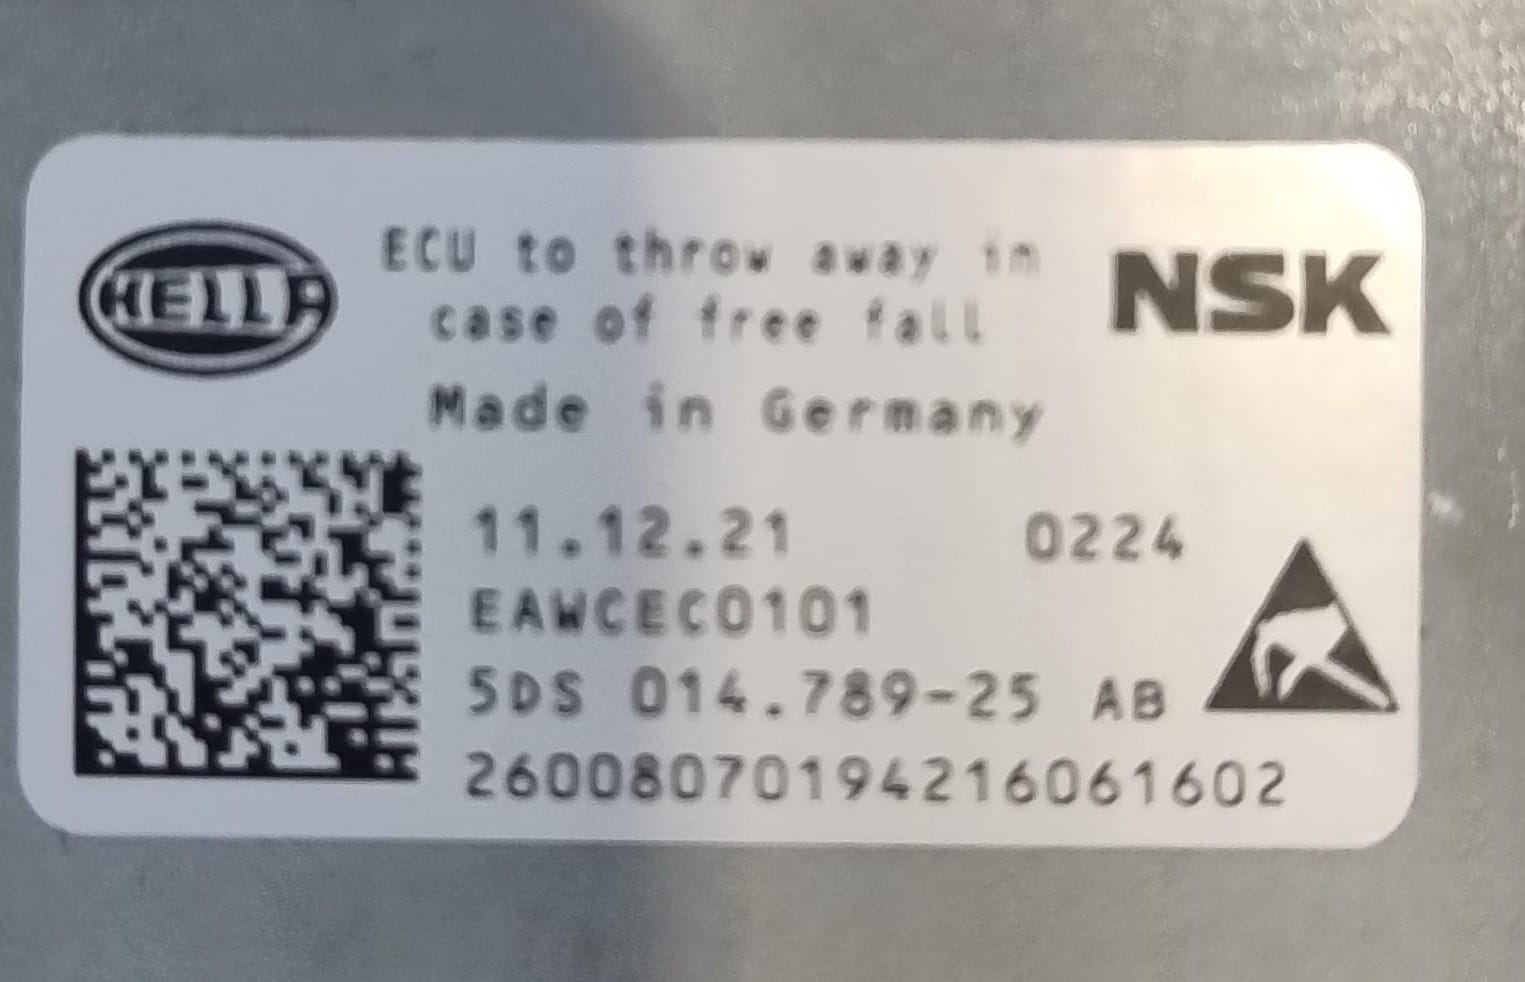 HELLA
ECU to throw away in
case of free fall
NSK
Made in Germany
11.12.21 0224
EAWCEC0101
5DS 014.789-25 AB
26008070194216061602